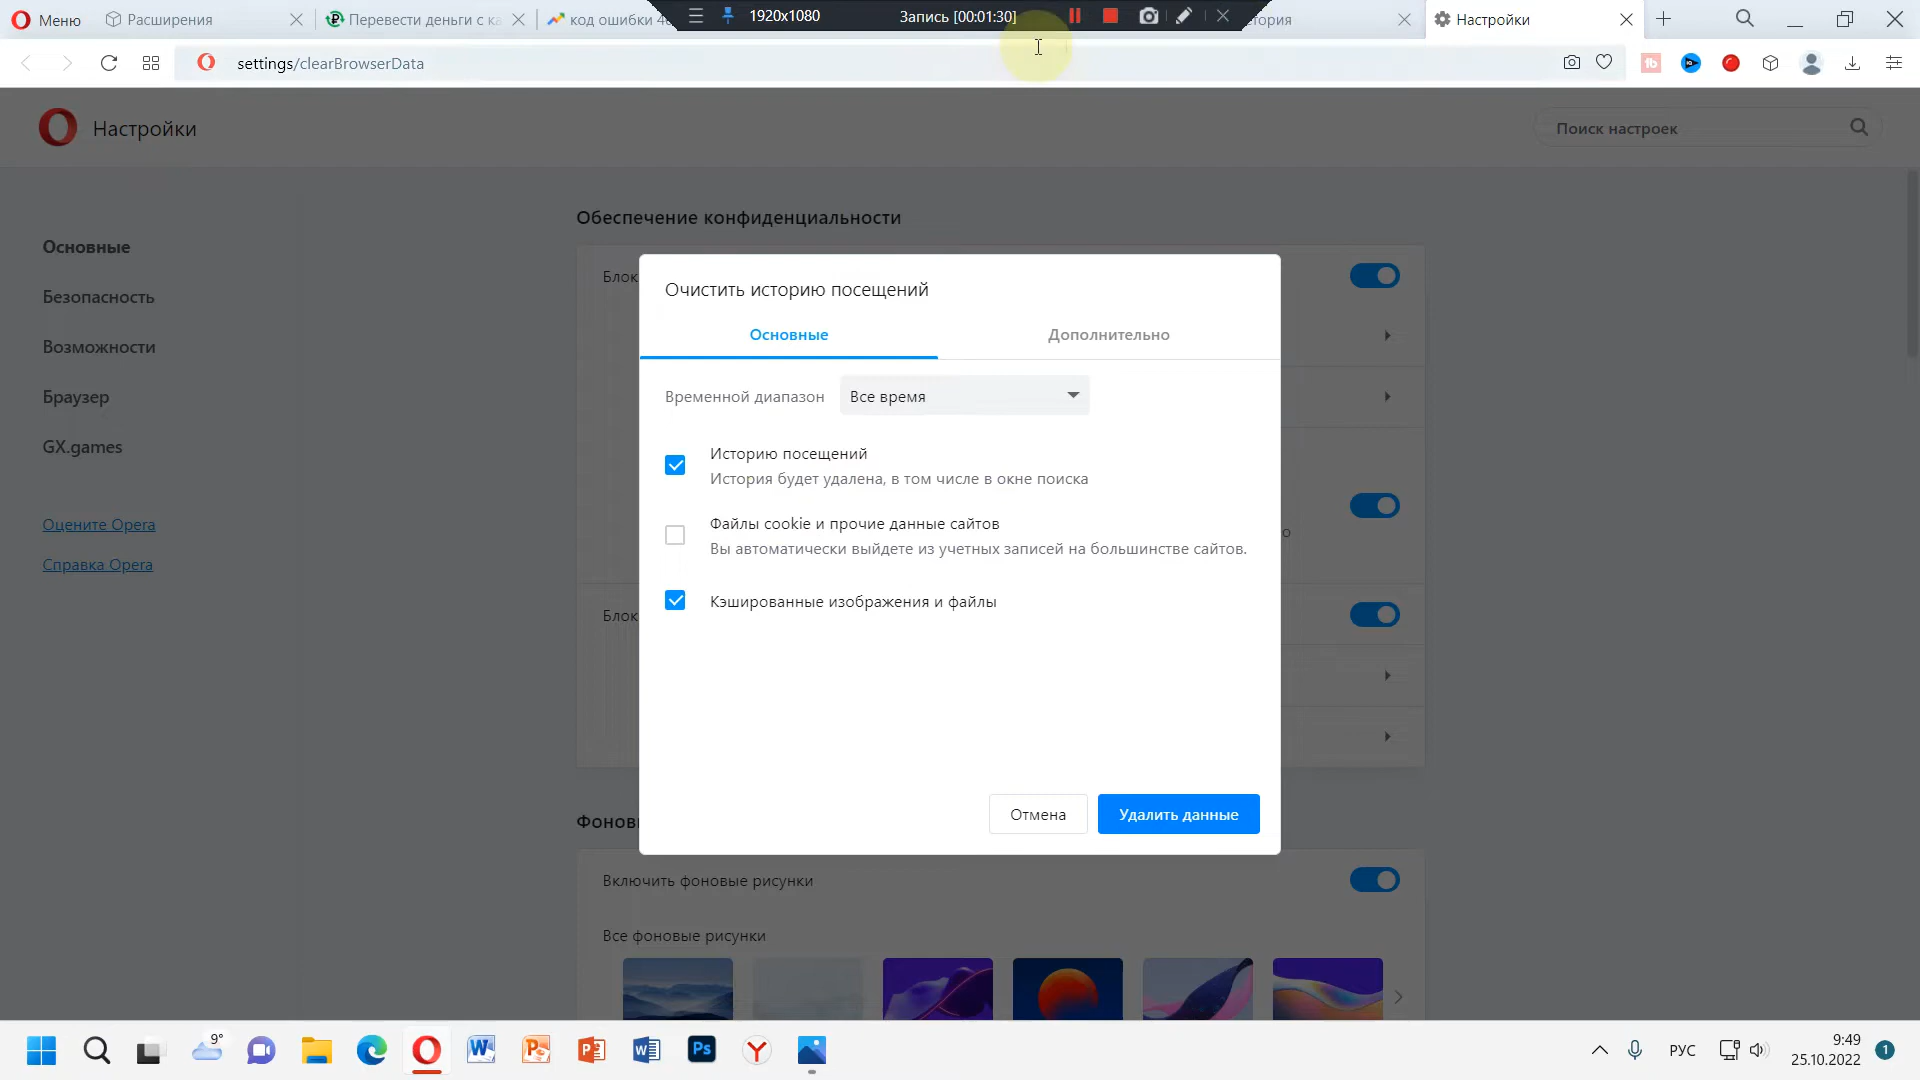 Меню
Расширения
Перевести деньги с ка
код ошибки 4
1920x1080
Запись [00:01:30]
тория
Настройки
settings/clearBrowserData
Настройки
Поиск настроек
Основные
Безопасность
Возможности
Браузер
GX.games
Оцените Opera
Справка Opera
Обеспечение конфиденциальности
Блок
Очистить историю посещений
Основные
Дополнительно
Временной диапазон
Все время
Историю посещений
История будет удалена, в том числе в окне поиска
Файлы cookie и прочие данные сайтов
Вы автоматически выйдете из учетных записей на большинстве сайтов.
о
Кэшированные изображения и файлы
Блок
Отмена
Удалить данные
Фонов
Включить фоновые рисунки
Все фоновые рисунки
9°
РУС
9:49
25.10.2022
1